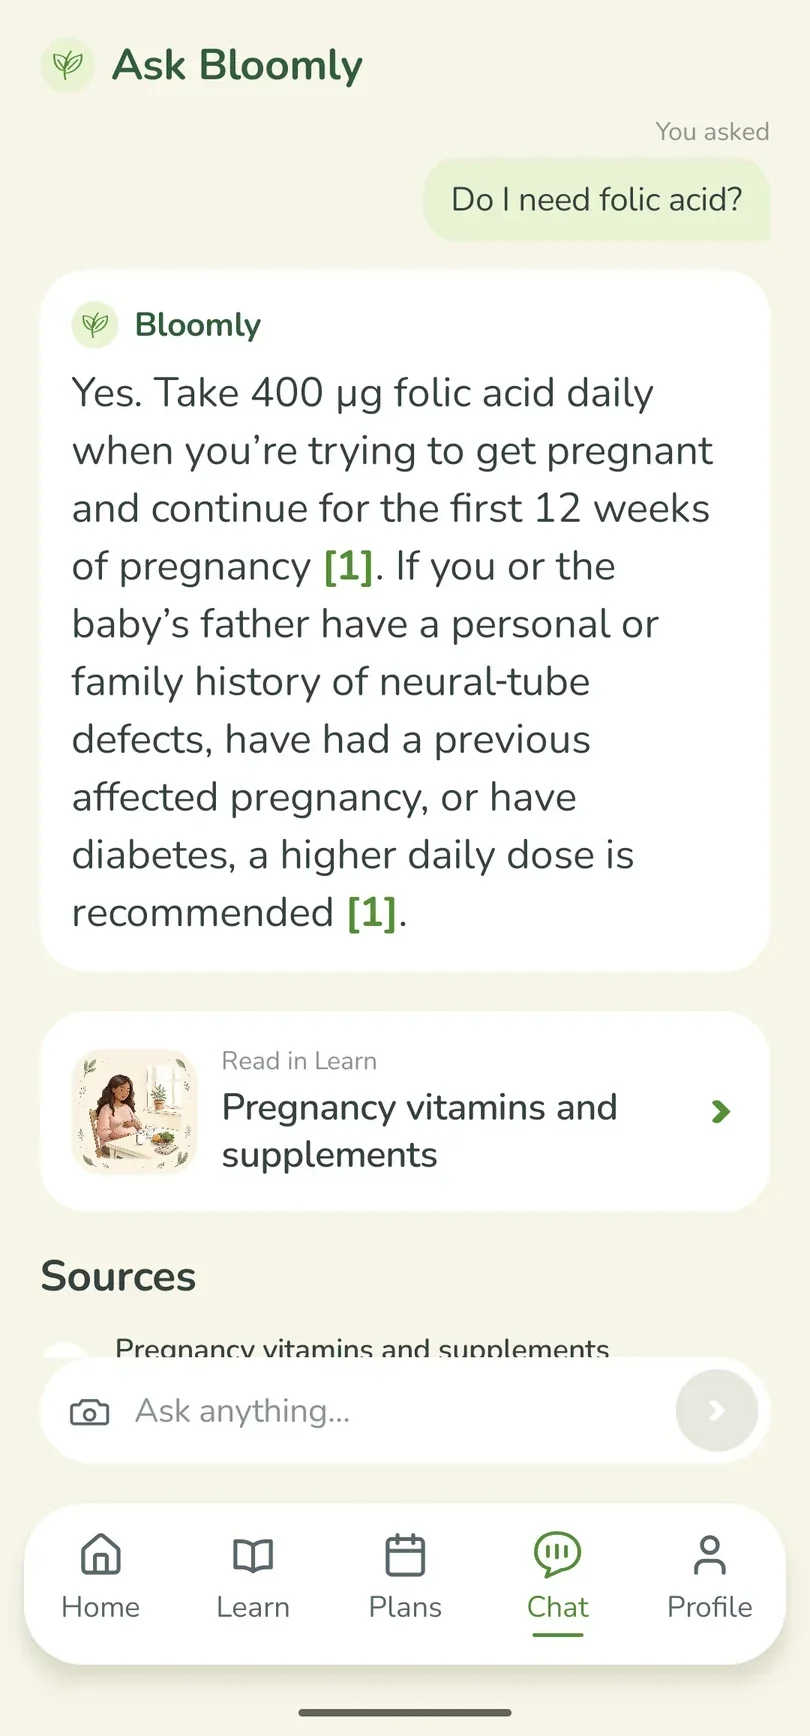 Ask Bloomly
You asked
Do I need folic acid?
Bloomly
Yes. Take 400 µg folic acid daily
when you’re trying to get pregnant
and continue for the first 12 weeks
of pregnancy [1]. If you or the
baby’s father have a personal or
family history of neural-tube
defects, have had a previous
affected pregnancy, or have
diabetes, a higher daily dose is
recommended [1].
Read in Learn
Pregnancy vitamins and
supplements
Sources
Pregnancy vitamins and supplements
Ask anything...
Home
Learn
Plans
Chat
Profile